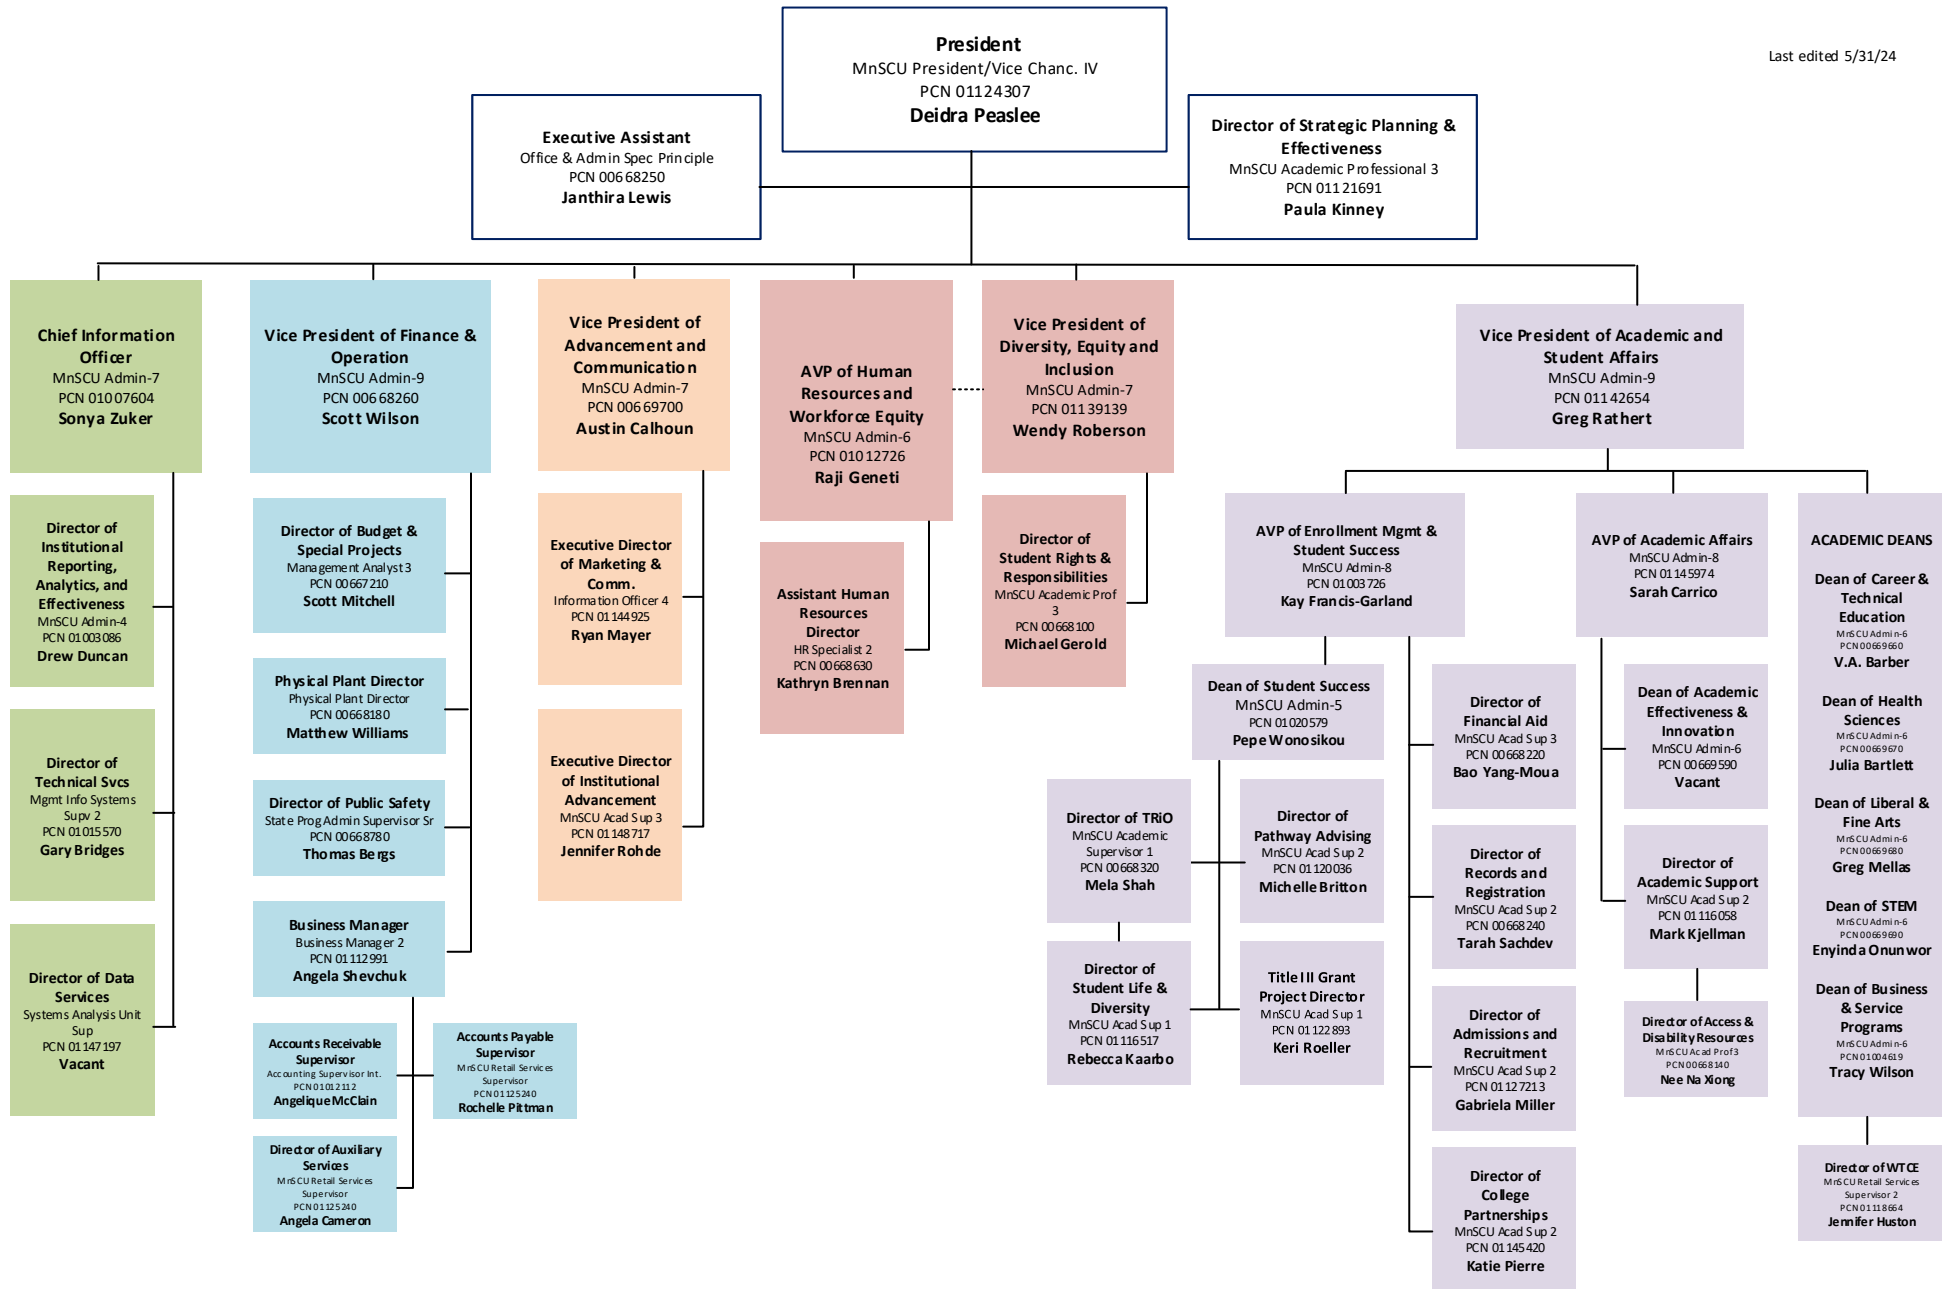 President
MnSCU President/Vice Chanc. IV
PCN 01124307
Deidra Peaslee
Last edited 5/31/24
Executive Assistant
Office & Admin Spec Principle
PCN 00668250
Janthira Lewis
Director of Strategic Planning &
Effectiveness
MnSCU Academic Professional 3
PCN 01121691
Paula Kinney
Chief Information
Officer
MnSCU Admin-7
PCN 01007604
Sonya Zuker
Director of
Institutional
Reporting,
Analytics, and
Effectiveness
MnSCU Admin-4
PCN 01003086
Drew Duncan
Director of
Technical Svcs
Mgmt Info Systems
Supv 2
PCN 01015570
Gary Bridges
Director of Data
Services
Systems Analysis Unit
Sup
PCN 01147197
Vacant
Vice President of Finance &
Operation
MnSCU Admin-9
PCN 00668260
Scott Wilson
Director of Budget &
Special Projects
Management Analyst 3
PCN 00667210
Scott Mitchell
Physical Plant Director
Physical Plant Director
PCN 00668180
Matthew Williams
Director of Public Safety
State Prog Admin Supervisor Sr
PCN 00668780
Thomas Bergs
Business Manager
Business Manager 2
PCN 01112991
Angela Shevchuk
Accounts Receivable
Supervisor
Accounting Supervisor Int.
PCN 01012112
Angelique McClain
Accounts Payable
Supervisor
MnSCU Retail Services
Supervisor
PCN 01125240
Rochelle Pittman
Director of Auxiliary
Services
MnSCU Retail Services
Supervisor
PCN 01125240
Angela Cameron
Vice President of
Advancement and
Communication
MnSCU Admin-7
PCN 00669700
Austin Calhoun
Executive Director
of Marketing &
Comm.
Information Officer 4
PCN 01144925
Ryan Mayer
Executive Director
of Institutional
Advancement
MnSCU Acad Sup 3
PCN 01148717
Jennifer Rohde
AVP of Human
Resources and
Workforce Equity
MnSCU Admin-6
PCN 01012726
Raji Geneti
Assistant Human
Resources
Director
HR Specialist 2
PCN 00668630
Kathryn Brennan
Vice President of
Diversity, Equity and
Inclusion
MnSCU Admin-7
PCN 01139139
Wendy Roberson
Director of
Student Rights &
Responsibilities
MnSCU Academic Prof
3
PCN 00668100
Michael Gerold
Vice President of Academic and
Student Affairs
MnSCU Admin-9
PCN 01142654
Greg Rathert
AVP of Enrollment Mgmt &
Student Success
MnSCU Admin-8
PCN 01003726
Kay Francis-Garland
Dean of Student Success
MnSCU Admin-5
PCN 01020579
Pepe Wonosikou
Director of TRiO
MnSCU Academic
Supervisor 1
PCN 00668320
Mela Shah
Director of
Pathway Advising
MnSCU Acad Sup 2
PCN 01120036
Michelle Britton
Director of
Student Life &
Diversity
MnSCU Acad Sup 1
PCN 01116517
Rebecca Kaarbo
Title III Grant
Project Director
MnSCU Acad Sup 1
PCN 01122893
Keri Roeller
Director of
Financial Aid
MnSCU Acad Sup 3
PCN 00668220
Bao Yang-Moua
Director of
Records and
Registration
MnSCU Acad Sup 2
PCN 00668240
Tarah Sachdev
Director of
Admissions and
Recruitment
MnSCU Acad Sup 2
PCN 01127213
Gabriela Miller
Director of
College
Partnerships
MnSCU Acad Sup 2
PCN 01145420
Katie Pierre
AVP of Academic Affairs
MnSCU Admin-8
PCN 01145974
Sarah Carrico
Dean of Academic
Effectiveness &
Innovation
MnSCU Admin-6
PCN 00669590
Vacant
Director of
Academic Support
MnSCU Acad Sup 2
PCN 01116058
Mark Kjellman
Director of Access &
Disability Resources
MnSCU Acad Prof 3
PCN 00668140
Nee Na Xiong
ACADEMIC DEANS
Dean of Career &
Technical
Education
MnSCU Admin-6
PCN 00669660
V.A. Barber
Dean of Health
Sciences
MnSCU Admin-6
PCN 00669670
Julia Bartlett
Dean of Liberal &
Fine Arts
MnSCU Admin-6
PCN 00669680
Greg Mellas
Dean of STEM
MnSCU Admin-6
PCN 00669690
Enyinda Onunwor
Dean of Business
& Service
Programs
MnSCU Admin-6
PCN 01004619
Tracy Wilson
Director of WTCE
MnSCU Retail Services
Supervisor 2
PCN 01118664
Jennifer Huston